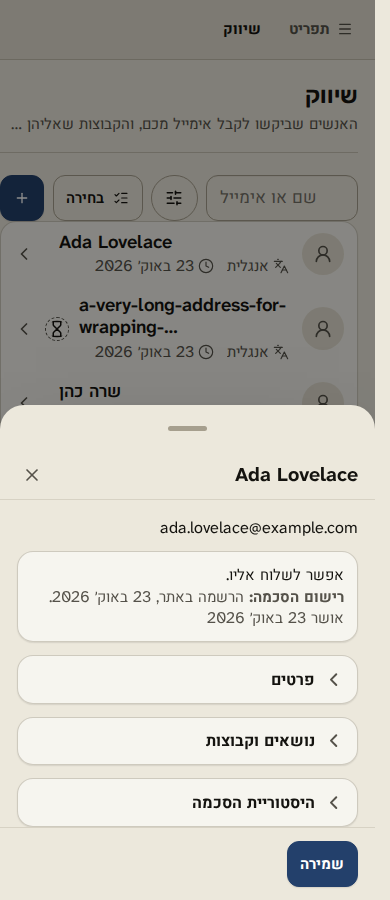 תפריט
שיווק
שיווק
האנשים שביקשו לקבל אימייל מכם, והקבוצות שאליהן ...
שם או אימייל
בחירה
Ada Lovelace
אנגלית 23 באוק׳ 2026
a-very-long-address-for-
wrapping-...
אנגלית 23 באוק׳ 2026
שרה כהן
Ada Lovelace
ada.lovelace@example.com
אפשר לשלוח אליו.
רישום הסכמה: הרשמה באתר, 23 באוק׳ 2026.
אושר 23 באוק׳ 2026
פרטים
נושאים וקבוצות
היסטוריית הסכמה
שמירה